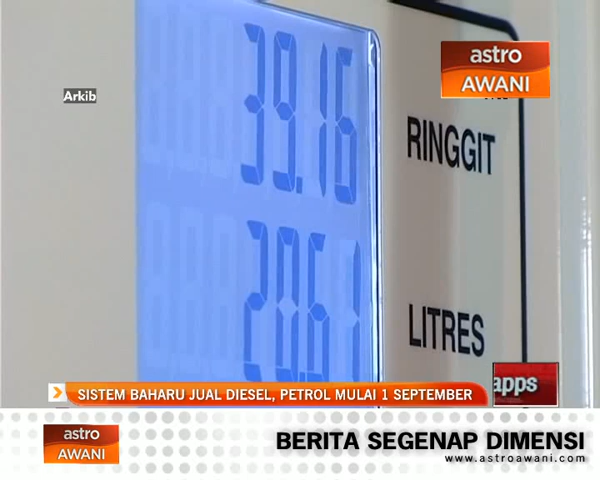 39.16
astro
AWANI
Arkib
RINGGIT
20.61
LITRES
SISTEM BAHARU JUAL DIESEL, PETROL MULAI 1 SEPTEMBER
apps
astro
AWANI
BERITA SEGENAP DIMENSI
www.astroawani.com